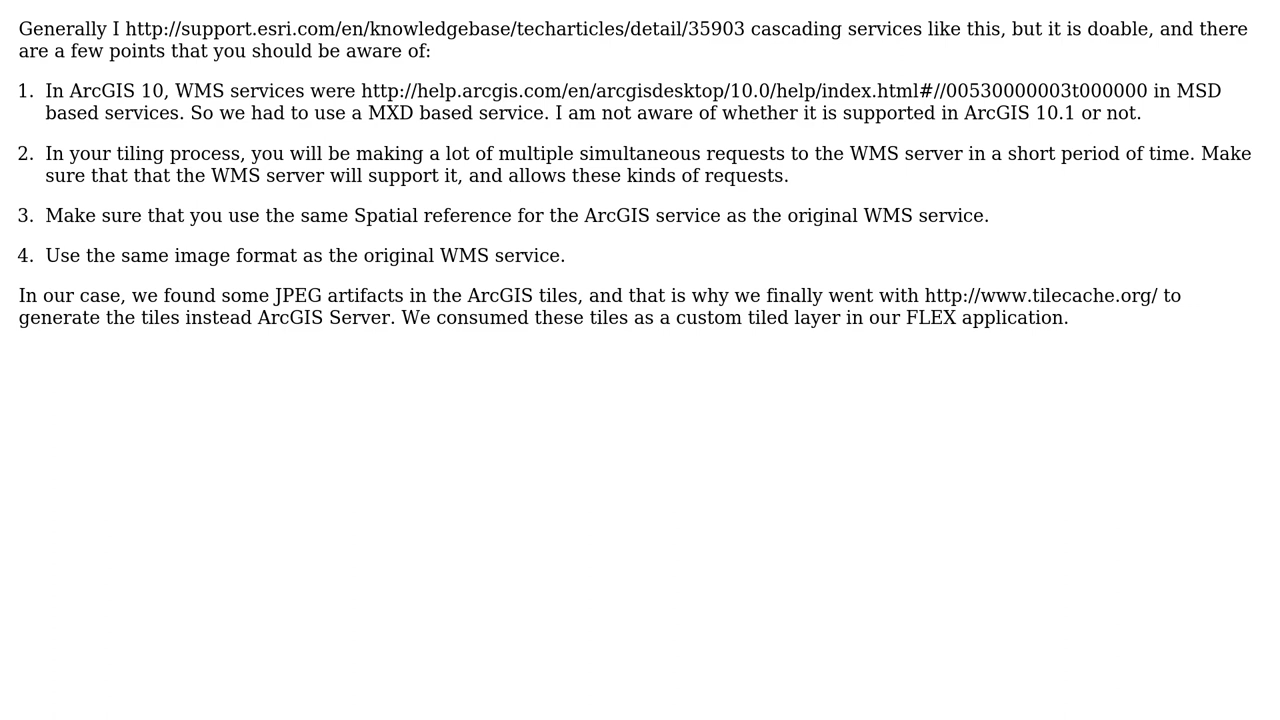 Generally I http://support.esri.com/en/knowledgebase/techarticles/detail/35903 cascading services like this, but it is doable, and there
are a few points that you should be aware of:
1. In ArcGIS 10, WMS services were http://help.arcgis.com/en/arcgisdesktop/10.0/help/index.html#//00530000003t000000 in MSD
based services. So we had to use a MXD based service. I am not aware of whether it is supported in ArcGIS 10.1 or not.
2. In your tiling process, you will be making a lot of multiple simultaneous requests to the WMS server in a short period of time. Make
sure that that the WMS server will support it, and allows these kinds of requests.
3. Make sure that you use the same Spatial reference for the ArcGIS service as the original WMS service.
4. Use the same image format as the original WMS service.
In our case, we found some JPEG artifacts in the ArcGIS tiles, and that is why we finally went with http://www.tilecache.org/ to
generate the tiles instead ArcGIS Server. We consumed these tiles as a custom tiled layer in our FLEX application.